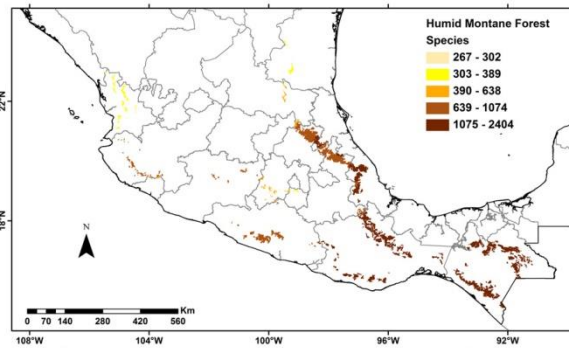 Humid Montane Forest
Species
267 - 302
303 - 389
390 - 638
639 - 1074
1075 - 2404
22°N
18°N
N
Km
0 70 140 280 420 560
108°W 104°W 100°W 96°W 92°W